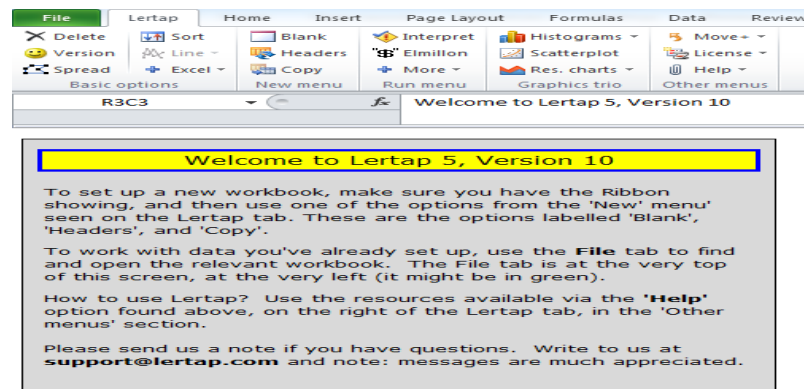 File Lertap Home Insert Page Layout Formulas Data Review
Delete Sort Blank Interpret Histograms Move+
Version Line Headers "$" Elmillon Scatterplot License
Spread Excel Copy More Res. charts Help
Basic options New menu Run menu Graphics trio Other menus
R3C3 fx Welcome to Lertap 5, Version 10
Welcome to Lertap 5, Version 10
To set up a new workbook, make sure you have the Ribbon
showing, and then use one of the options from the 'New' menu'
seen on the Lertap tab. These are the options labelled 'Blank',
'Headers', and 'Copy'.
To work with data you've already set up, use the File tab to find
and open the relevant workbook. The File tab is at the very top
of this screen, at the very left (it might be in green).
How to use Lertap? Use the resources available via the 'Help'
option found above, on the right of the Lertap tab, in the 'Other
menus' section.
Please send us a note if you have questions. Write to us at
support@lertap.com and note: messages are much appreciated.